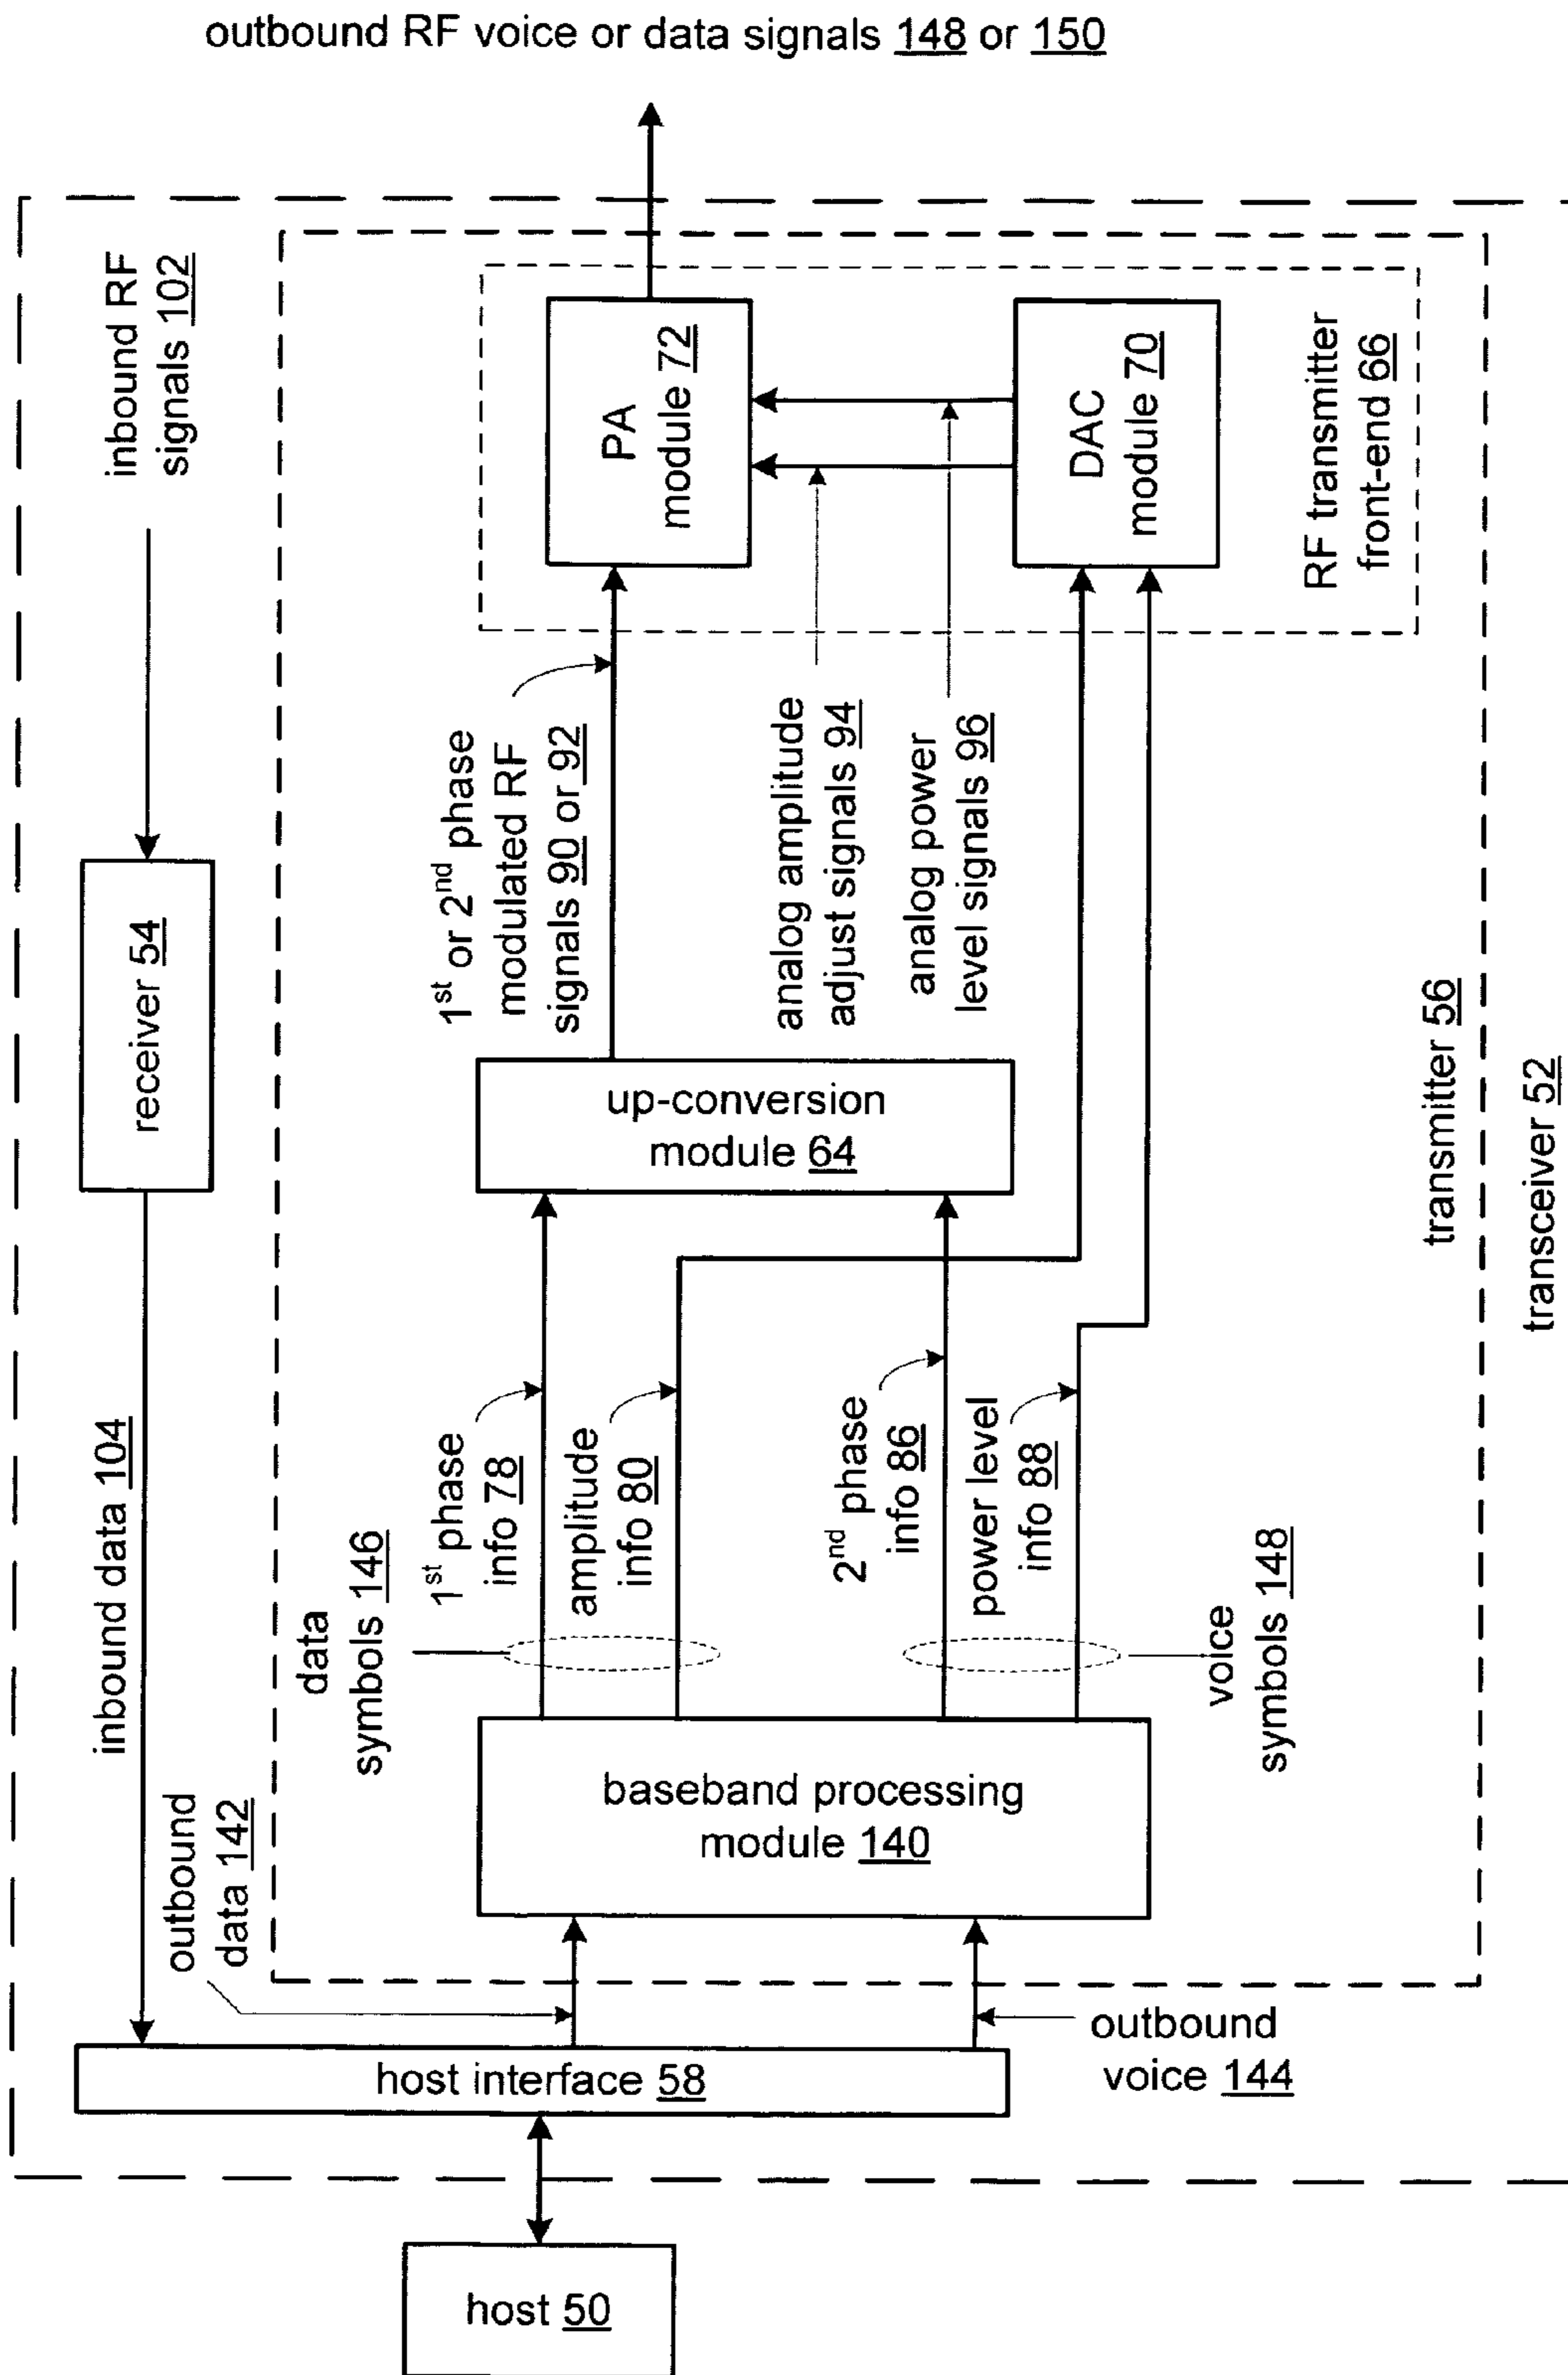 outbound RF voice or data signals 148 or 150
inbound RF
signals 102
receiver 54
inbound data 104
PA
module 72
DAC
module 70
RF transmitter
front-end 66
1st or 2nd phase
modulated RF
signals 90 or 92
analog amplitude
adjust signals 94
analog power
level signals 96
up-conversion
module 64
transmitter 56
transceiver 52
1st phase
info 78
amplitude
info 80
2nd phase
info 86
power level
info 88
data
symbols 146
voice
symbols 148
baseband processing
module 140
outbound
data 142
outbound
voice 144
host interface 58
host 50